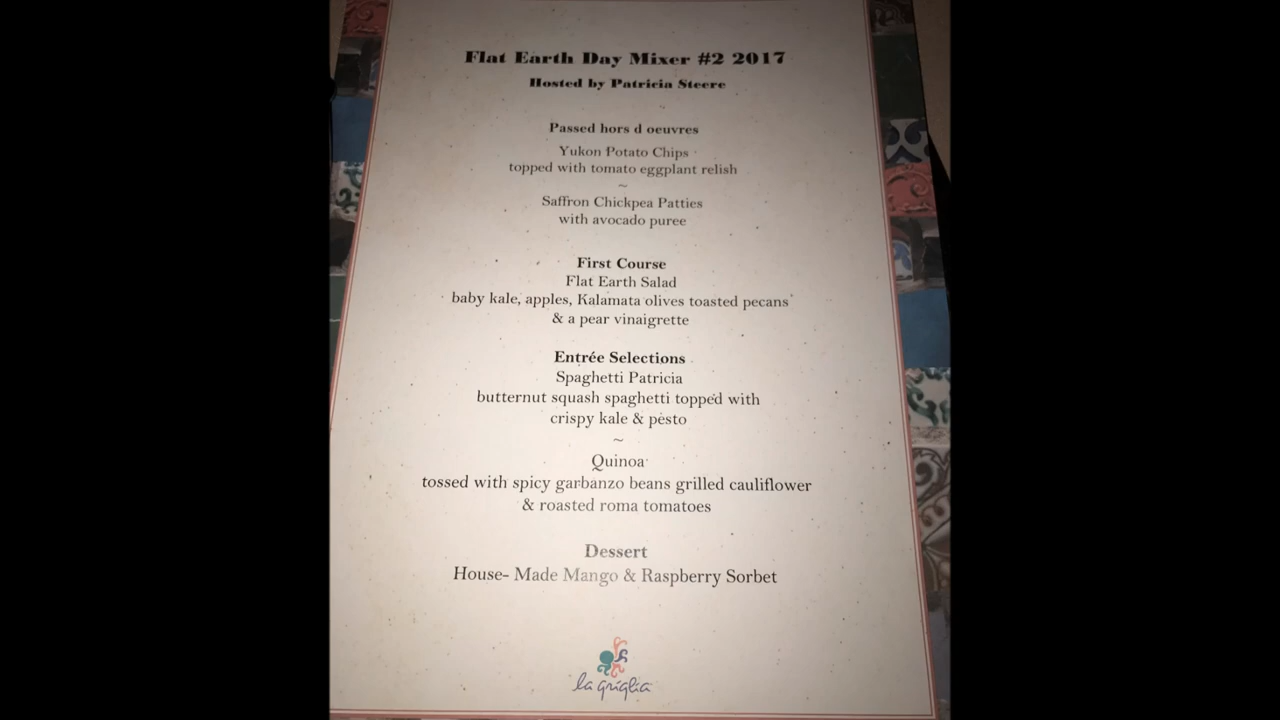 Flat Earth Day Mixer #2 2017
Hosted by Patricia Steere
Passed hors d oeuvres
Yukon Potato Chips
topped with tomato eggplant relish
~
Saffron Chickpea Patties
with avocado puree
First Course
Flat Earth Salad
baby kale, apples, Kalamata olives toasted pecans
& a pear vinaigrette
Entrée Selections
Spaghetti Patricia
butternut squash spaghetti topped with
crispy kale & pesto
~
Quinoa
tossed with spicy garbanzo beans grilled cauliflower
& roasted roma tomatoes
Dessert
House- Made Mango & Raspberry Sorbet
la griglia